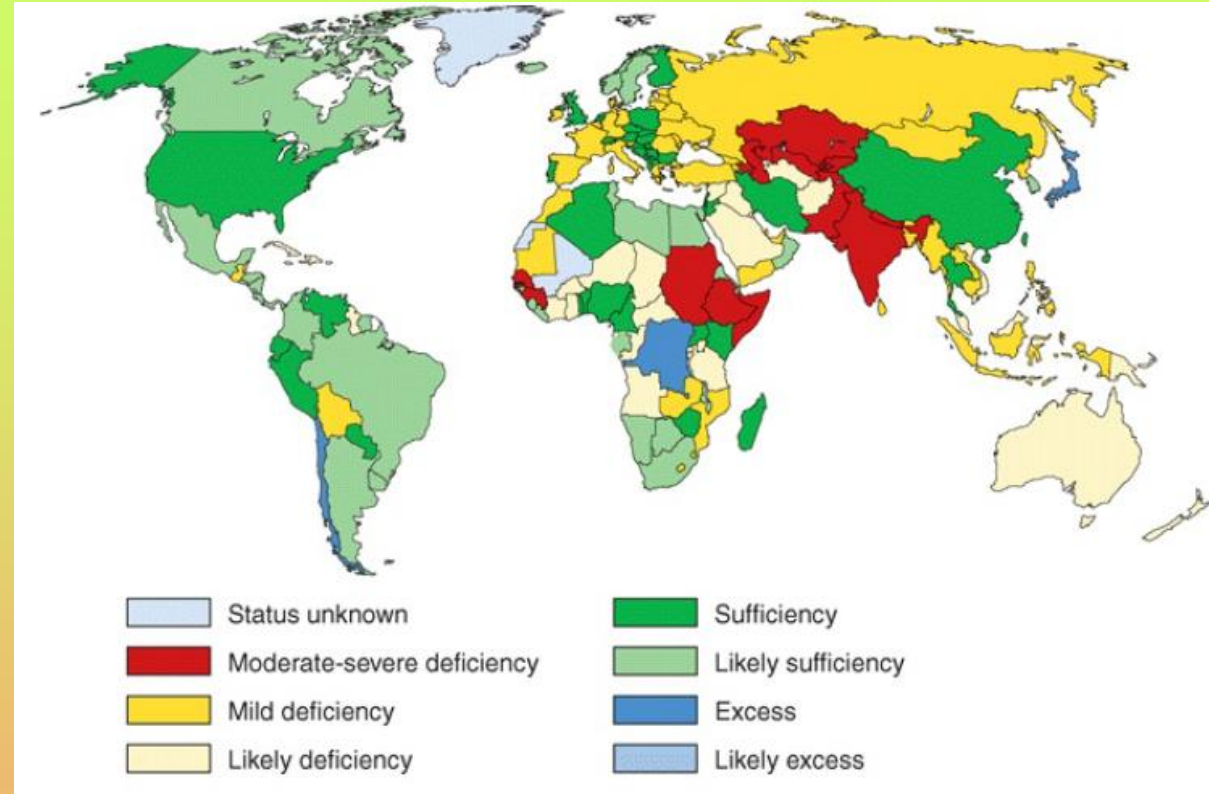 Status unknown
Moderate-severe deficiency
Mild deficiency
Likely deficiency
Sufficiency
Likely sufficiency
Excess
Likely excess